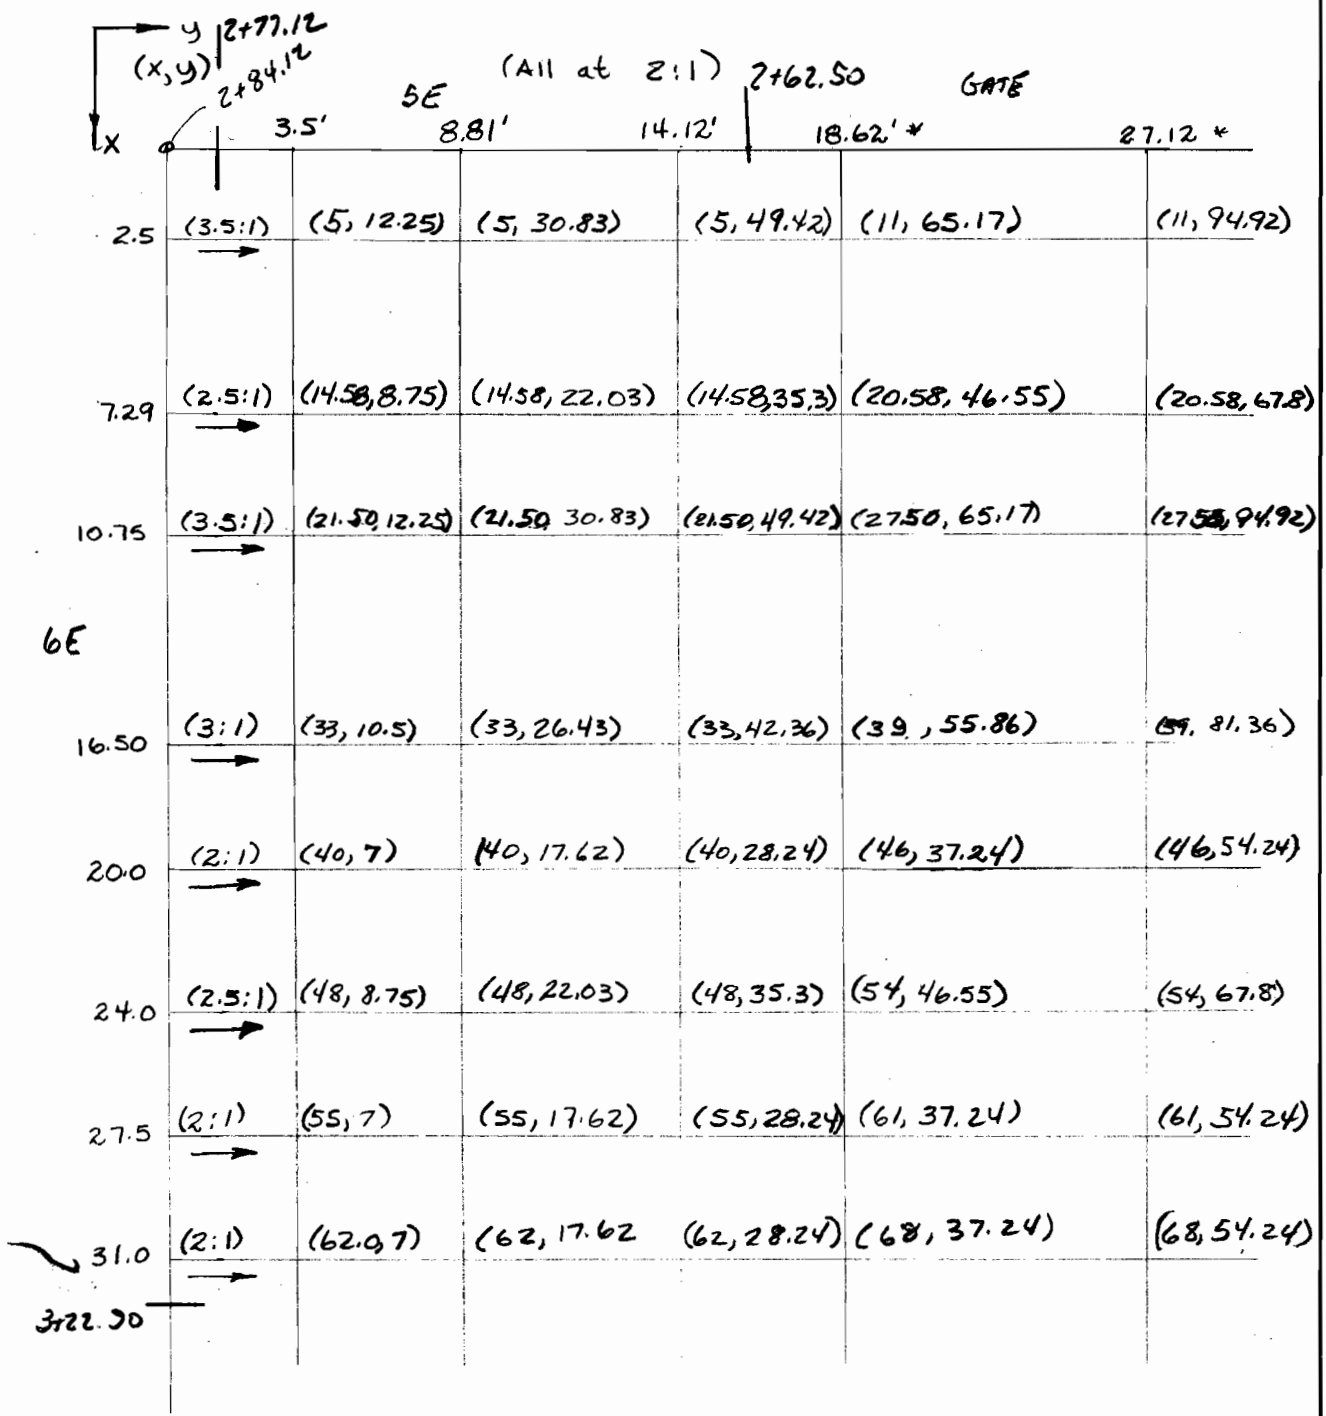 y 2+77.12
(x,y) 2+84.12 (All at 2:1) 2+62.50 GATE
5E
x 3.5' 8.81' 14.12' 18.62' * 27.12 *
2.5 (3.5:1) (5, 12.25) (5, 30.83) (5, 49.42) (11, 65.17) (11, 94.92)
7.29 (2.5:1) (14.58, 8.75) (14.58, 22.03) (14.58, 35.3) (20.58, 46.55) (20.58, 67.8)
10.75 (3.5:1) (21.50, 12.25) (21.50 30.83) (21.50, 49.42) (27.50, 65.17) (27.50, 94.92)
6E
16.50 (3:1) (33, 10.5) (33, 26.43) (33, 42.36) (39, 55.86) (39, 81.36)
20.0 (2:1) (40, 7) (40, 17.62) (40, 28.24) (46, 37.24) (46, 54.24)
24.0 (2.5:1) (48, 8.75) (48, 22.03) (48, 35.3) (54, 46.55) (54, 67.8)
27.5 (2:1) (55, 7) (55, 17.62) (55, 28.24) (61, 37.24) (61, 54.24)
31.0 (2:1) (62.0, 7) (62, 17.62 (62, 28.24) (68, 37.24) (68, 54.24)
3+22.90